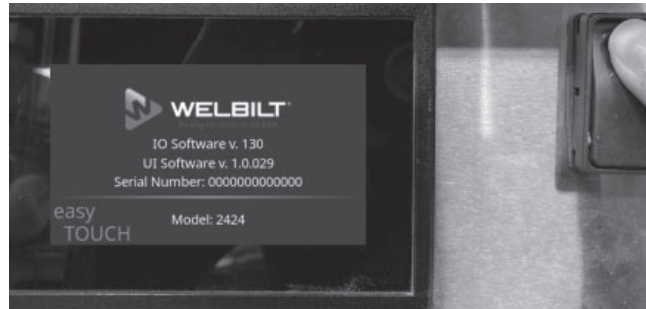 WELBILT
IO Software v. 130
UI Software v. 1.0.029
Serial Number: 0000000000000
easy
TOUCH
Model: 2424